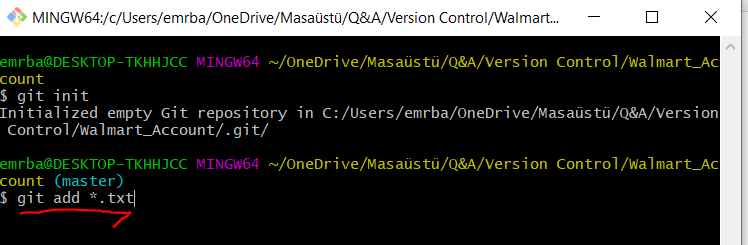 MINGW64:/c/Users/emrba/OneDrive/Masaüstü/Q&A/Version Control/Walmart...
emrba@DESKTOP-TKHHJCC MINGW64 ~/OneDrive/Masaüstü/Q&A/Version Control/Walmart_Ac
count
$ git init
Initialized empty Git repository in C:/Users/emrba/OneDrive/Masaüstü/Q&A/Version
 Control/Walmart_Account/.git/
emrba@DESKTOP-TKHHJCC MINGW64 ~/OneDrive/Masaüstü/Q&A/Version Control/Walmart_Ac
count (master)
$ git add *.txt